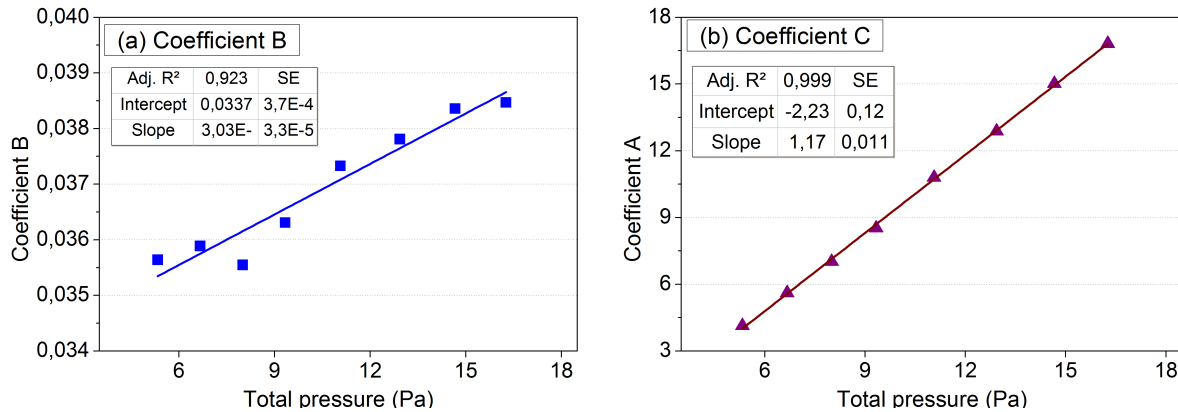 (a) Coefficient B
Adj. R² 0,923 SE
Intercept 0,0337 3,7E-4
Slope 3,03E- 3,3E-5
0,040
0,039
0,038
0,037
0,036
0,035
0,034
Coefficient B
6 9 12 15 18
Total pressure (Pa)
(b) Coefficient C
Adj. R² 0,999 SE
Intercept -2,23 0,12
Slope 1,17 0,011
18
15
12
9
6
3
Coefficient A
6 9 12 15 18
Total pressure (Pa)